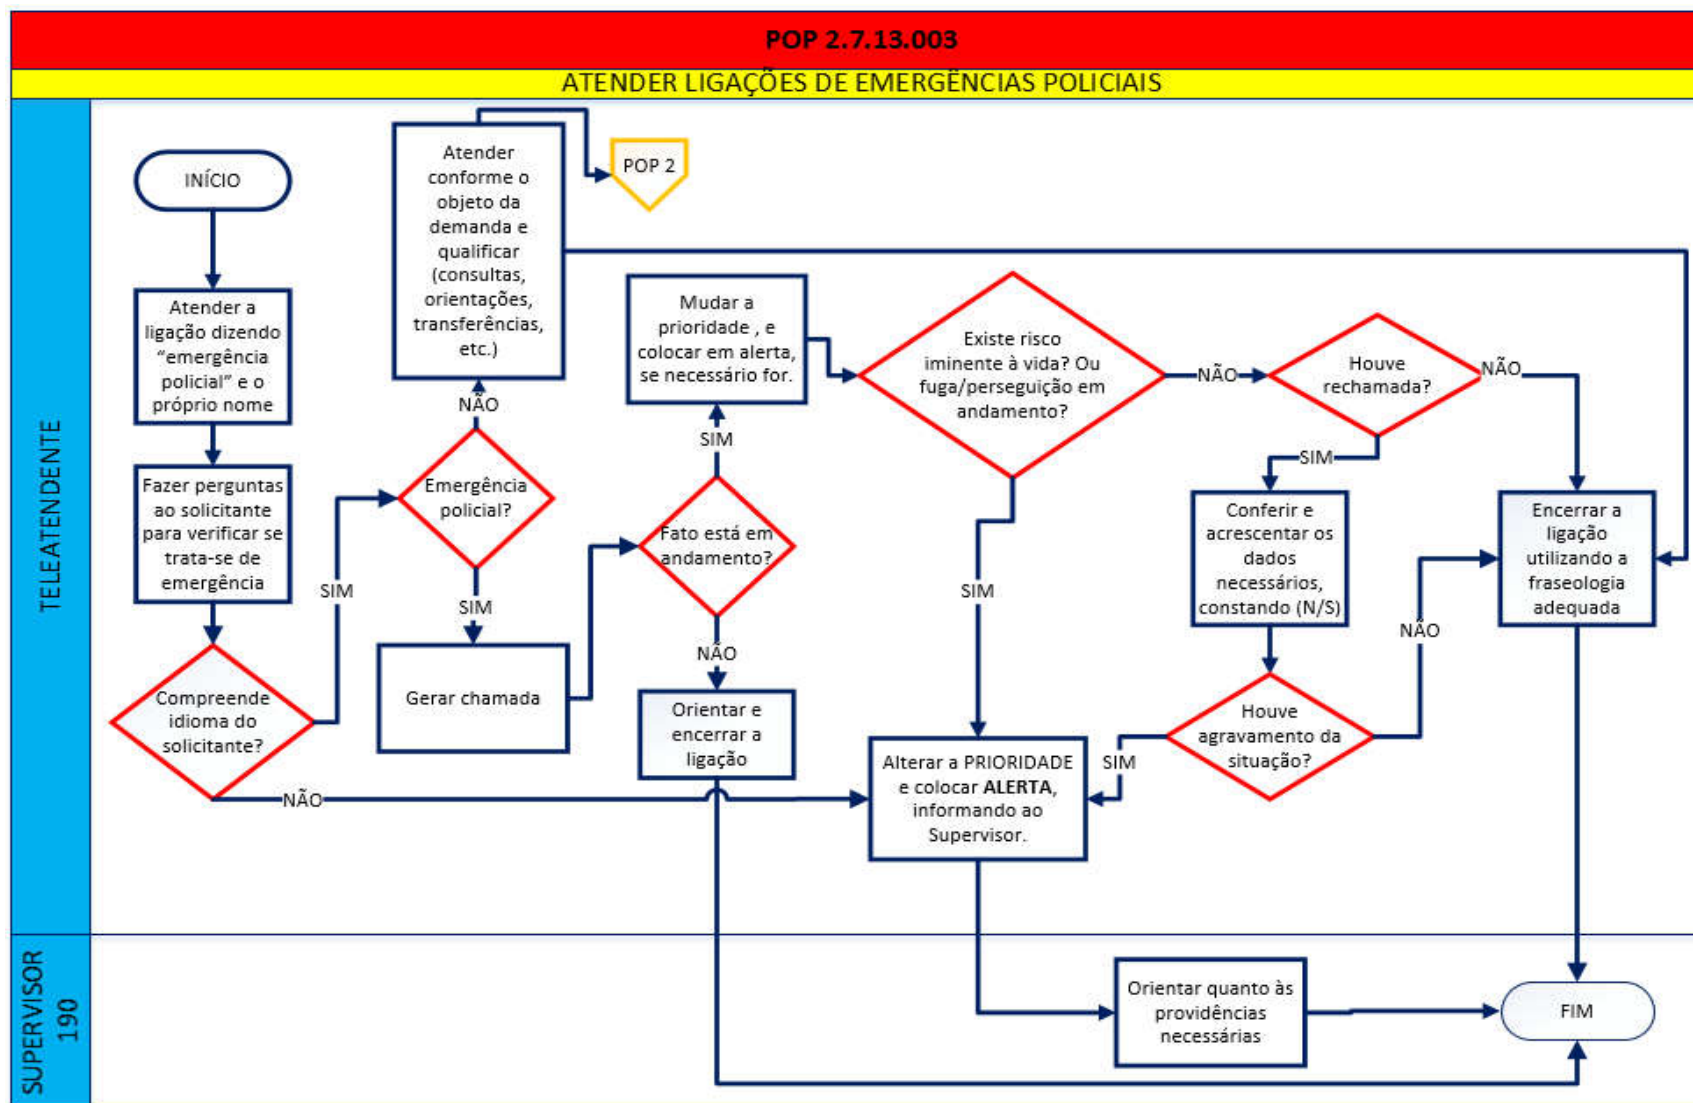 POP 2.7.13.003
ATENDER LIGAÇÕES DE EMERGÊNCIAS POLICIAIS
TELEATENDENTE
INÍCIO
Atender a
ligação dizendo
“emergência
policial” e o
próprio nome
Fazer perguntas
ao solicitante
para verificar se
trata-se de
emergência
Compreende
idioma do
solicitante?
SIM
NÃO
Atender
conforme o
objeto da
demanda e
qualificar
(consultas,
orientações,
transferências,
etc.)
POP 2
NÃO
Emergência
policial?
SIM
Gerar chamada
Mudar a
prioridade , e
colocar em alerta,
se necessário for.
SIM
Fato está em
andamento?
NÃO
Orientar e
encerrar a
ligação
Existe risco
iminente à vida? Ou
fuga/perseguição em
andamento?
NÃO
SIM
Houve
rechamada?
NÃO
SIM
Conferir e
acrescentar os
dados
necessários,
constando (N/S)
Houve
agravamento da
situação?
SIM
NÃO
Alterar a PRIORIDADE
e colocar ALERTA,
informando ao
Supervisor.
Encerrar a
ligação
utilizando a
fraseologia
adequada
SUPERVISOR
190
Orientar quanto às
providências
necessárias
FIM